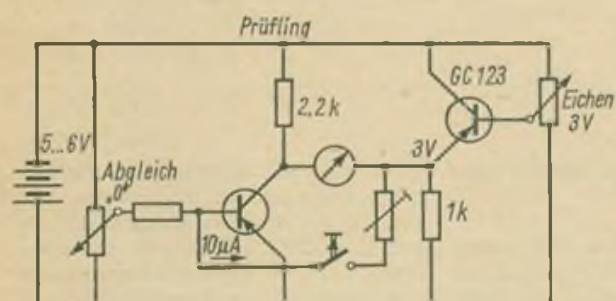 Prüfling
GC 123
2,2k
Eichen
3V
5...6V
3V
Abgleich
"0"
1k
10µA